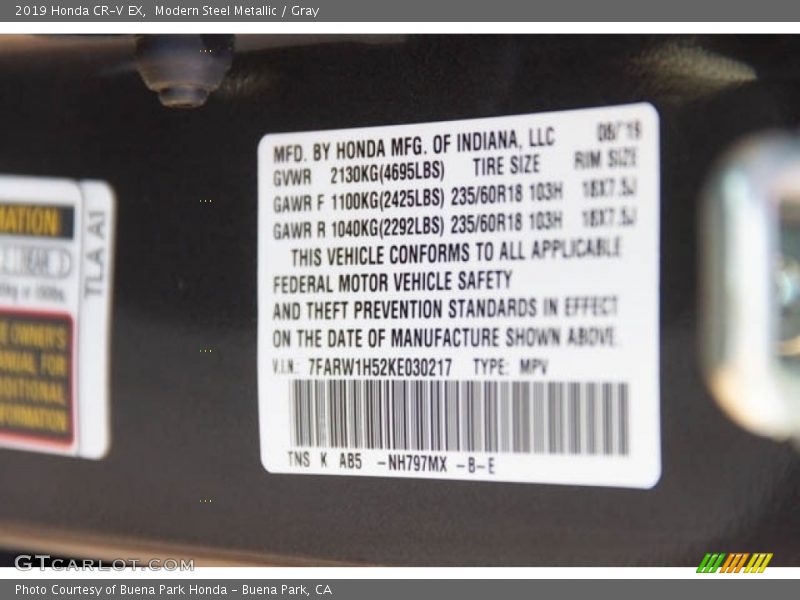 2019 Honda CR-V EX, Modern Steel Metallic / Gray
MFD. BY HONDA MFG. OF INDIANA, LLC
GVWR 2130KG(4695LBS) TIRE SIZE RIM SIZE
GAWR F 1100KG(2425LBS) 235/60R18 103H 18X7.5J
GAWR R 1040KG(2292LBS) 235/60R18 103H 18X7.5J
THIS VEHICLE CONFORMS TO ALL APPLICABLE
FEDERAL MOTOR VEHICLE SAFETY
AND THEFT PREVENTION STANDARDS IN EFFECT
ON THE DATE OF MANUFACTURE SHOWN ABOVE.
V.I.N.: 7FARW1H52KE030217 TYPE: MPV
TNS K AB5 -NH797MX -B-E
TLA A1
GTCARLOT.COM
Photo Courtesy of Buena Park Honda - Buena Park, CA